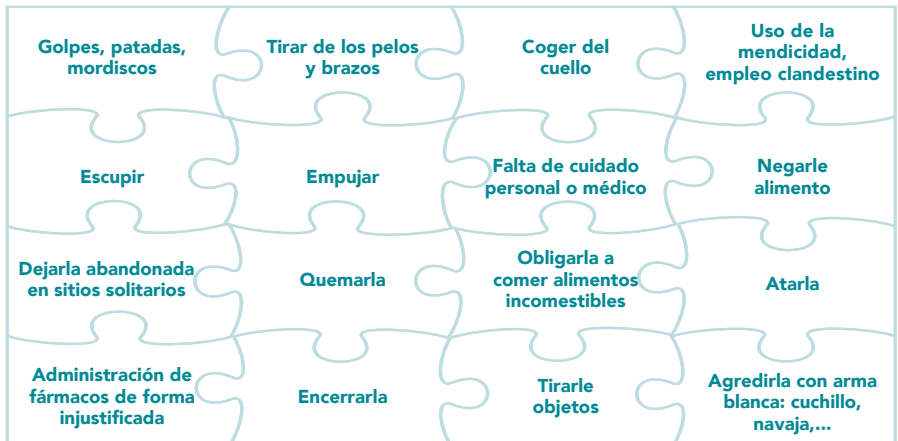 Golpes, patadas,
mordiscos
Tirar de los pelos
y brazos
Coger del
cuello
Uso de la
mendicidad,
empleo clandestino
Escupir
Empujar
Falta de cuidado
personal o médico
Negarle
alimento
Dejarla abandonada
en sitios solitarios
Quemarla
Obligarla a
comer alimentos
incomestibles
Atarla
Administración de
fármacos de forma
injustificada
Encerrarla
Tirarle
objetos
Agredirla con arma
blanca: cuchillo,
navaja,...